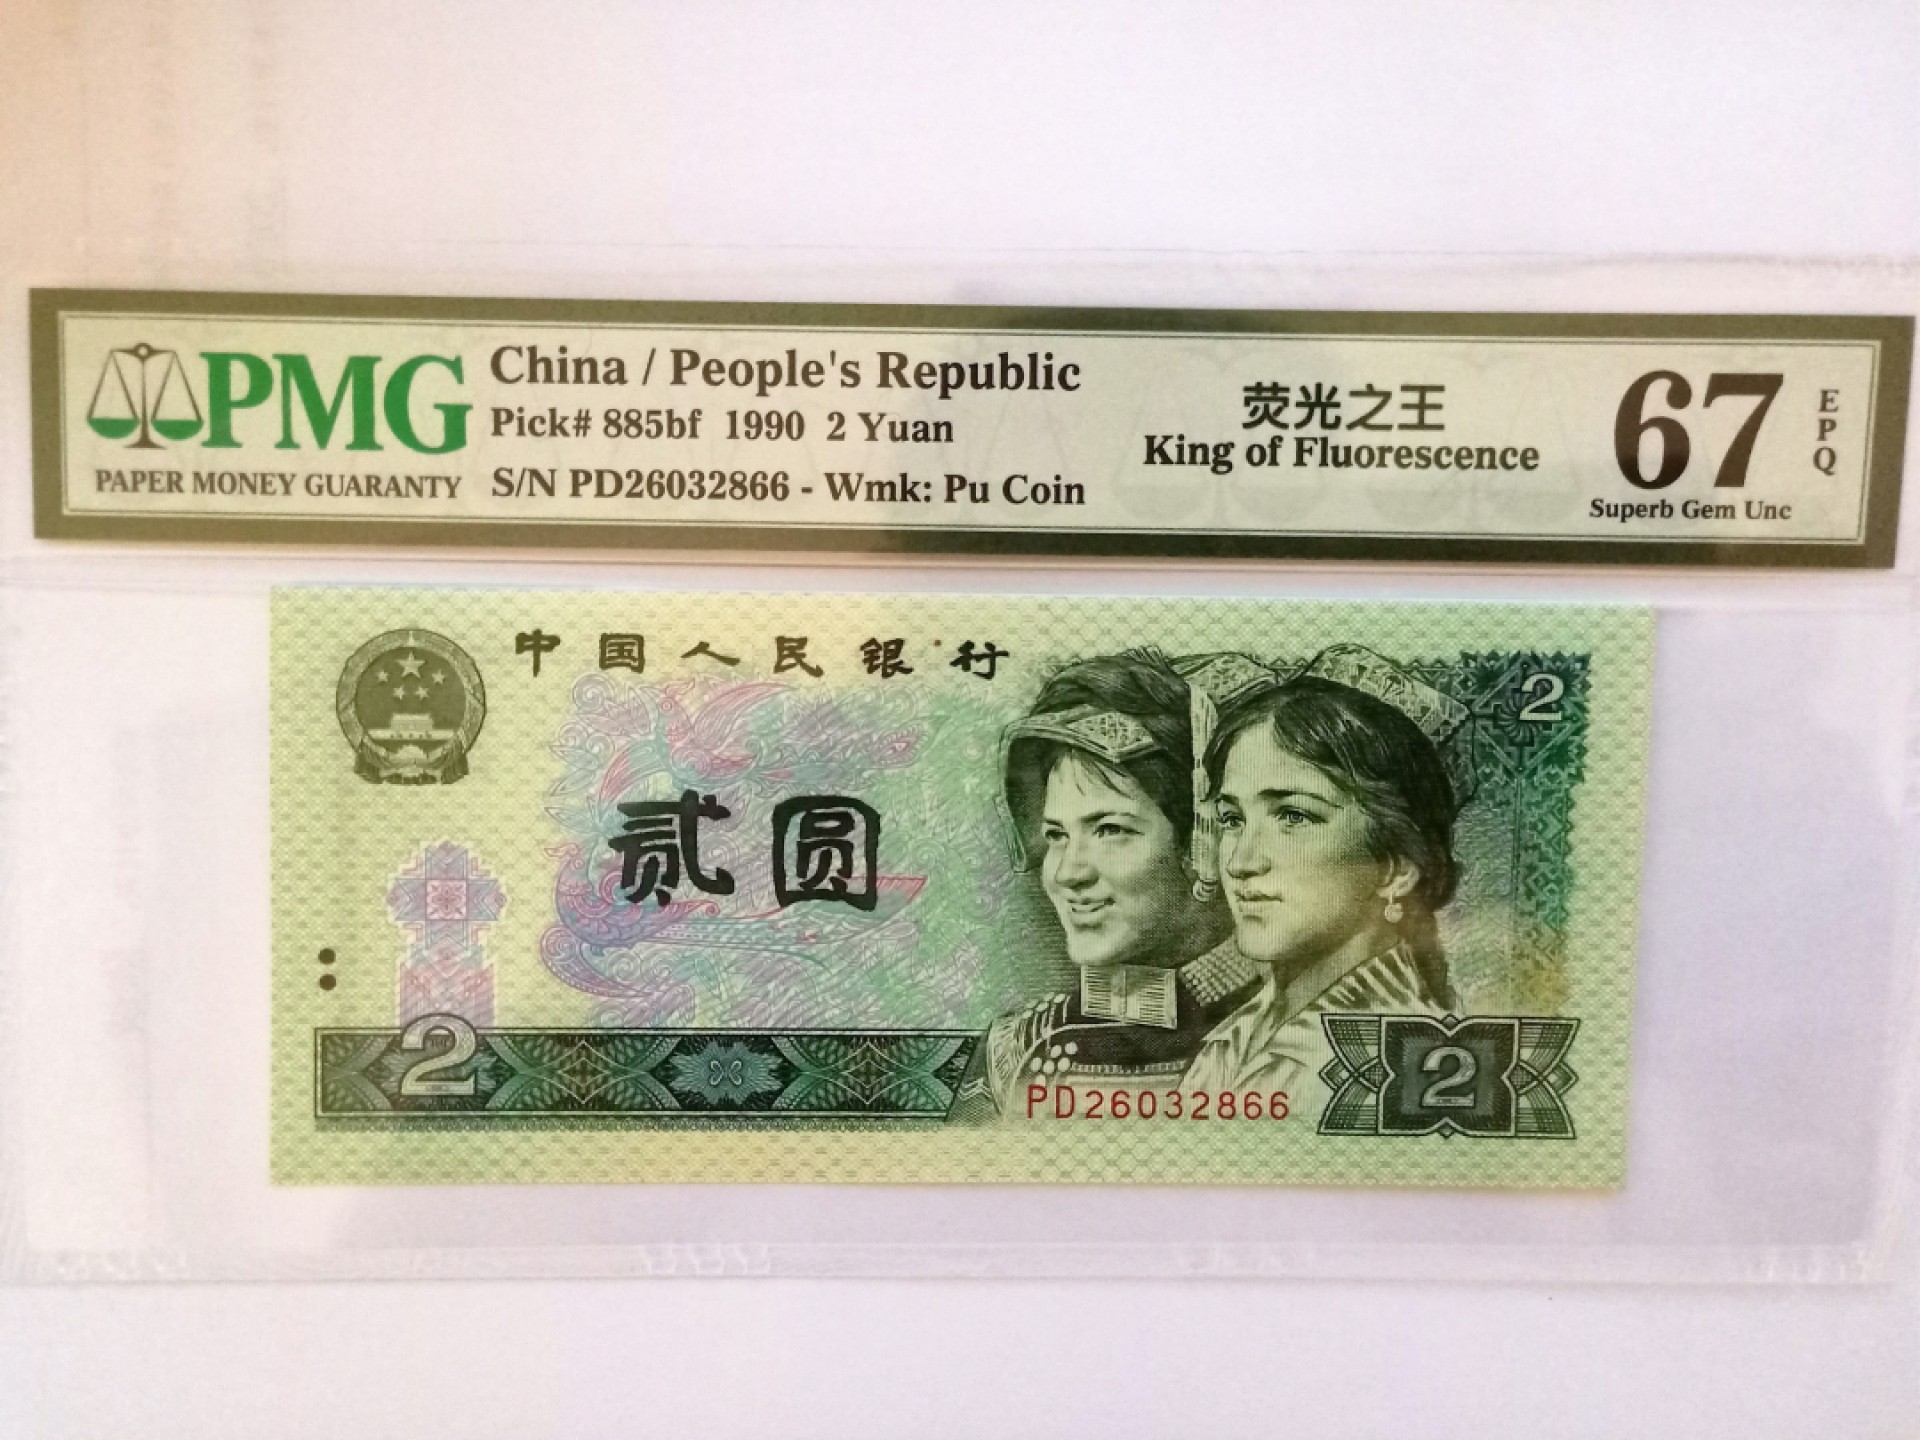 PMG
PAPER MONEY GUARANTY
China / People's Republic
Pick# 885bf 1990 2 Yuan
S/N PD26032866 - Wmk: Pu Coin
荧光之王
King of Fluorescence
67
EPQ
Superb Gem Unc
中国人民银行
2
贰圆
2
PD26032866
2